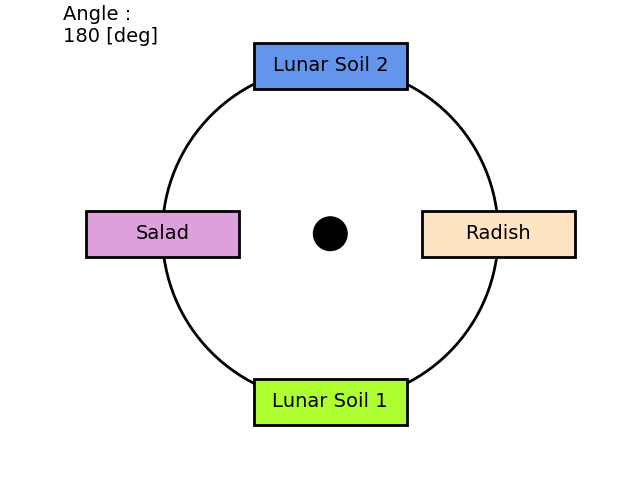 Angle :
180 [deg]
Lunar Soil 2
Salad
Radish
Lunar Soil 1